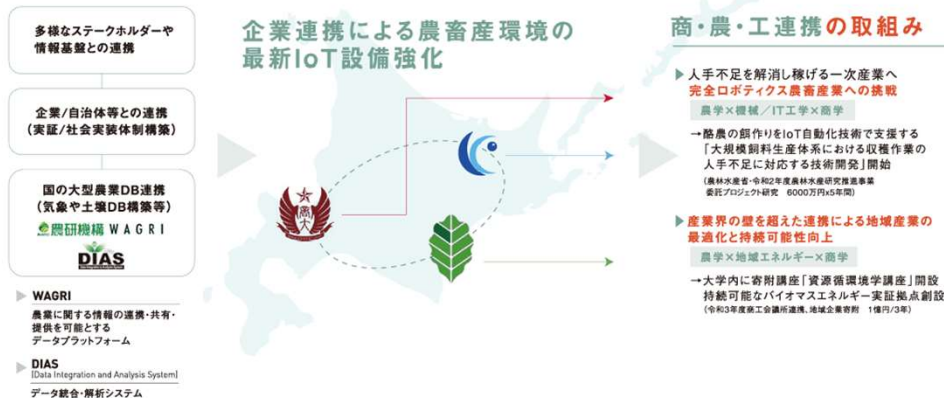 多様なステークホルダーや
情報基盤との連携
企業/自治体等との連携
(実証/社会実装体制構築)
国の大型農業DB連携
(気象や土壌DB構築等)
農研機構 WAGRI
DIAS
Data Integration and Analysis System
WAGRI
農業に関する情報の連携・共有・
提供を可能とする
データプラットフォーム
DIAS
[Data Integration and Analysis System]
データ統合・解析システム
企業連携による農畜産環境の
最新IoT設備強化
商大
商・農・工連携の取組み
人手不足を解消し稼げる一次産業へ
完全ロボティクス農畜産業への挑戦
農学×機械/IT工学×商学
→酪農の餌作りをIoT自動化技術で支援する
「大規模飼料生産体系における収穫作業の
人手不足に対応する技術開発」開始
(農林水産省・令和2年度農林水産研究推進事業
委託プロジェクト研究 6000万円x5年間)
産業界の壁を超えた連携による地域産業の
最適化と持続可能性向上
農学×地域エネルギー×商学
→大学内に寄附講座「資源循環環境学講座」開設
持続可能なバイオマスエネルギー実証拠点創設
(令和3年度商工会議所連携、地域企業寄附 1億円/3年)